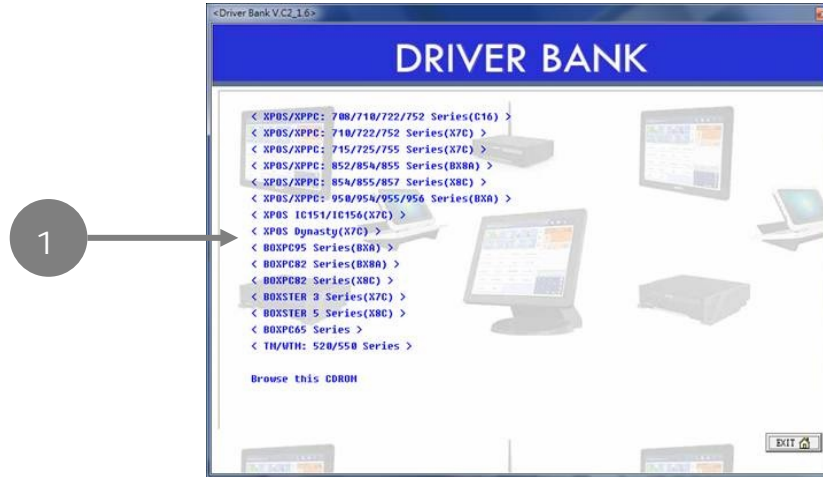 <Driver Bank V.C2_1.6>
DRIVER BANK
< XPOS/XPPC: 708/710/722/752 Series(C16) >
< XPOS/XPPC: 710/722/752 Series(X7C) >
< XPOS/XPPC: 715/725/755 Series(X7C) >
< XPOS/XPPC: 852/854/855 Series(BX8A) >
< XPOS/XPPC: 854/855/857 Series(X8C) >
< XPOS/XPPC: 950/954/955/956 Series(BXA) >
< XPOS IC151/IC156(X7C) >
1
< XPOS Dynasty(X7C) >
< BOXPC95 Series(BXA) >
< BOXPC82 Series(BX8A) >
< BOXPC82 Series(X8C) >
< BOXSTER 3 Series(X7C) >
< BOXSTER 5 Series(X8C) >
< BOXPC65 Series >
< TM/WTM: 520/550 Series >
Browse this CDROM
EXIT